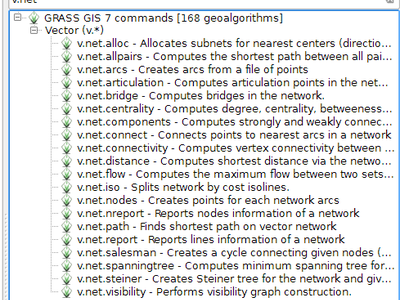 v.net
GRASS GIS 7 commands [168 geoalgorithms]
Vector (v.*)
v.net.alloc - Allocates subnets for nearest centers (directio...
v.net.allpairs - Computes the shortest path between all pai...
v.net.arcs - Creates arcs from a file of points
v.net.articulation - Computes articulation points in the net...
v.net.bridge - Computes bridges in the network.
v.net.centrality - Computes degree, centrality, betweeness...
v.net.components - Computes strongly and weakly connec...
v.net.connect - Connects points to nearest arcs in a network
v.net.connectivity - Computes vertex connectivity between ...
v.net.distance - Computes shortest distance via the netwo...
v.net.flow - Computes the maximum flow between two sets...
v.net.iso - Splits network by cost isolines.
v.net.nodes - Creates points for each network arcs
v.net.nreport - Reports nodes information of a network
v.net.path - Finds shortest path on vector network
v.net.report - Reports lines information of a network
v.net.salesman - Creates a cycle connecting given nodes (...
v.net.spanningtree - Computes minimum spanning tree for...
v.net.steiner - Creates Steiner tree for the network and giv...
v.net.visibility - Performs visibility graph construction.